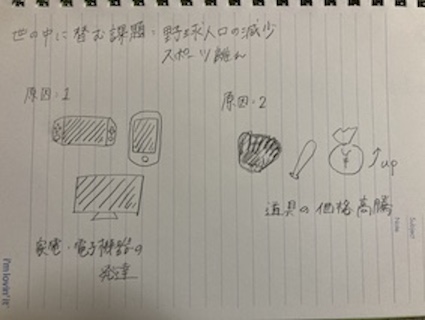 世の中に潜む課題：野球人口の減少
スポーツ離れ
原因・1
原因・2
¥
up
道具の価格高騰
家電・電子機器の
発達
Subject
Note
i'm lovin' it